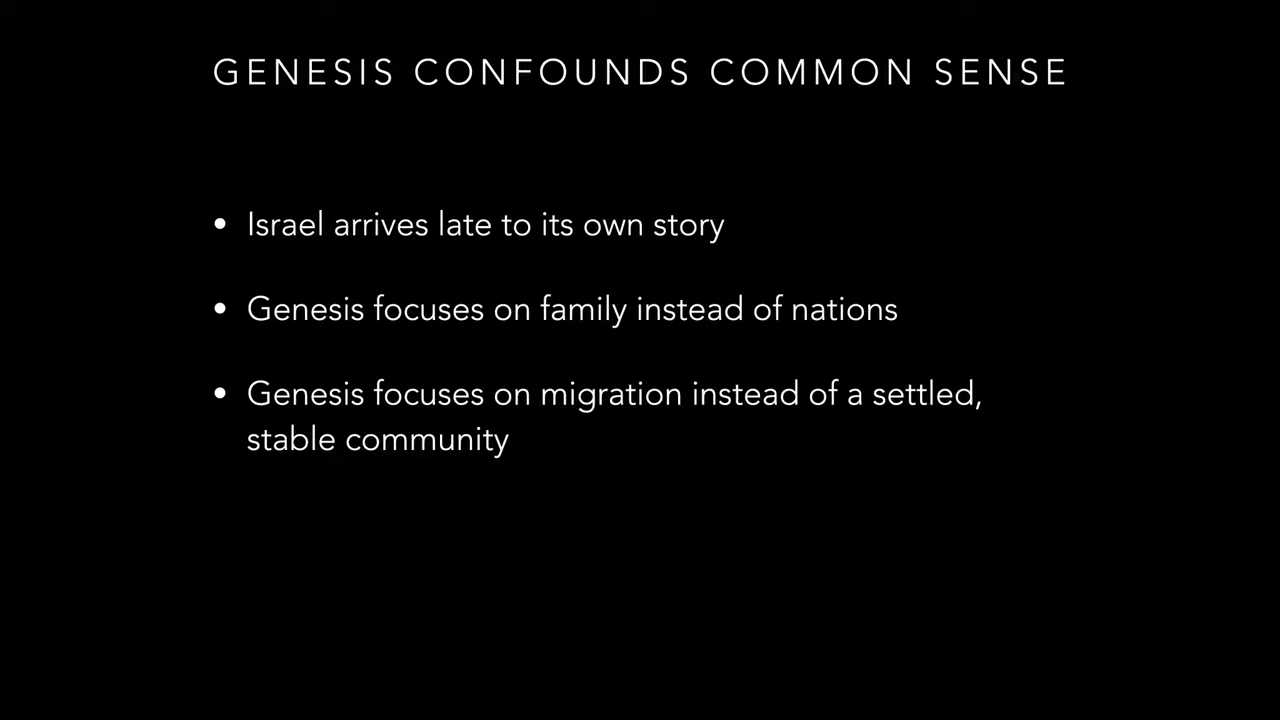 GENESIS CONFOUNDS COMMON SENSE
• Israel arrives late to its own story
• Genesis focuses on family instead of nations
• Genesis focuses on migration instead of a settled,
stable community